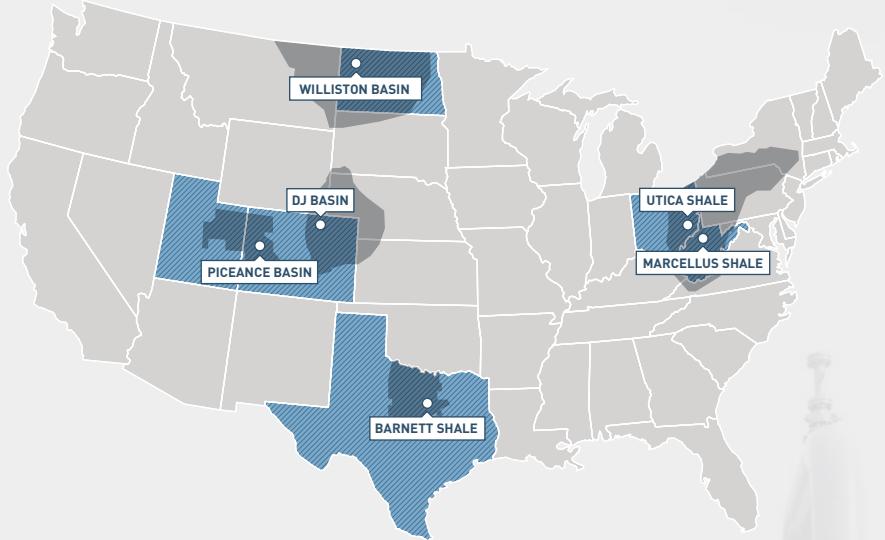 WILLISTON BASIN
DJ BASIN
UTICA SHALE
PICEANCE BASIN
MARCELLUS SHALE
BARNETT SHALE